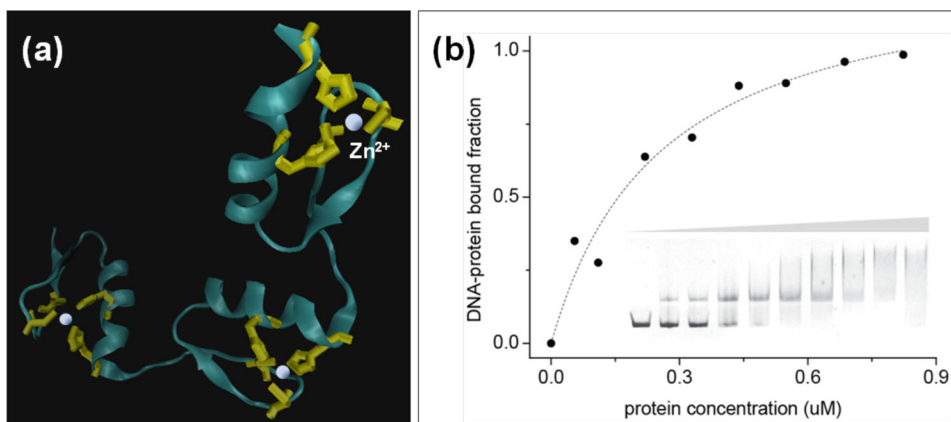 (a)
Zn²⁺
(b)
DNA-protein bound fraction
1.0
0.5
0.0
0.0
0.3
0.6
0.9
protein concentration (uM)